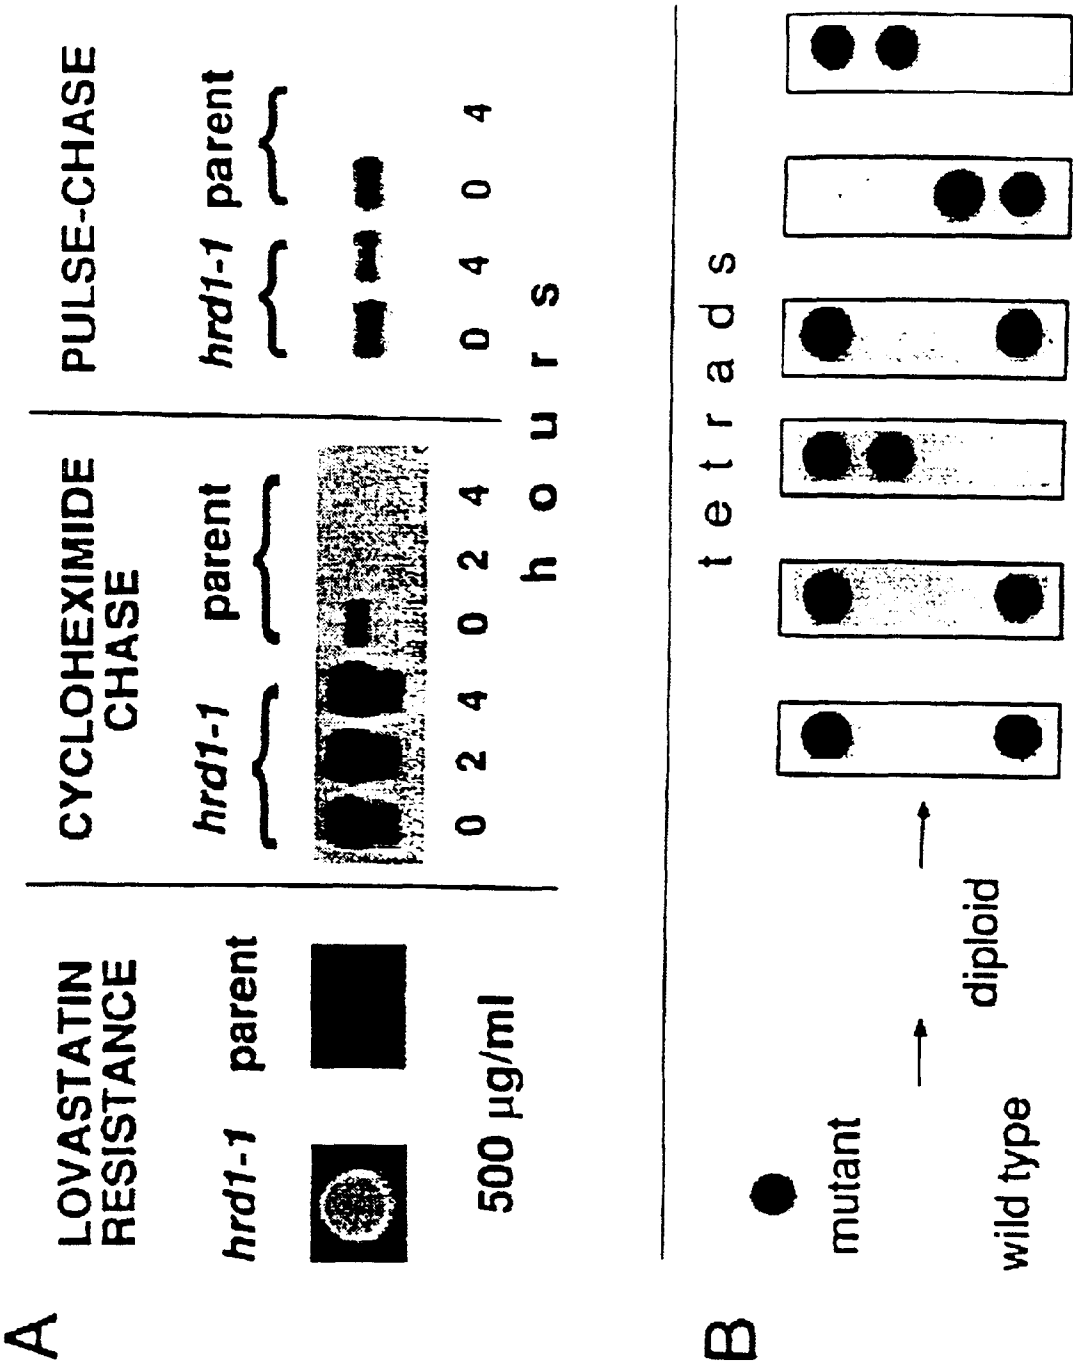 A
LOVASTATIN
RESISTANCE
hrd1-1 parent
500 µg/ml
CYCLOHEXIMIDE
CHASE
hrd1-1 parent
0 2 4 0 2 4
PULSE-CHASE
hrd1-1 parent
0 4 0 4
hours
B
mutant
wild type
diploid
tetrads